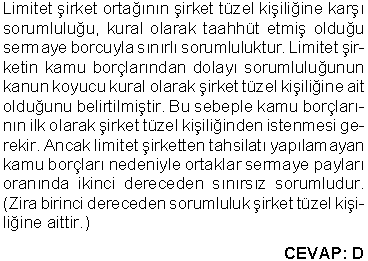 Limitet şirket ortağının şirket tüzel kişiliğine karşı
sorumluluğu, kural olarak taahhüt etmiş olduğu
sermaye borcuyla sınırlı sorumluluktur. Limitet şir-
ketin kamu borçlarından dolayı sorumluluğunun
kanun koyucu kural olarak şirket tüzel kişiliğine ait
olduğunu belirtilmiştir. Bu sebeple kamu borçları-
nın ilk olarak şirket tüzel kişiliğinden istenmesi ge-
rekir. Ancak limitet şirketten tahsilatı yapılamayan
kamu borçları nedeniyle ortaklar sermaye payları
oranında ikinci dereceden sınırsız sorumludur.
(Zira birinci dereceden sorumluluk şirket tüzel kişi-
liğine aittir.)
CEVAP: D